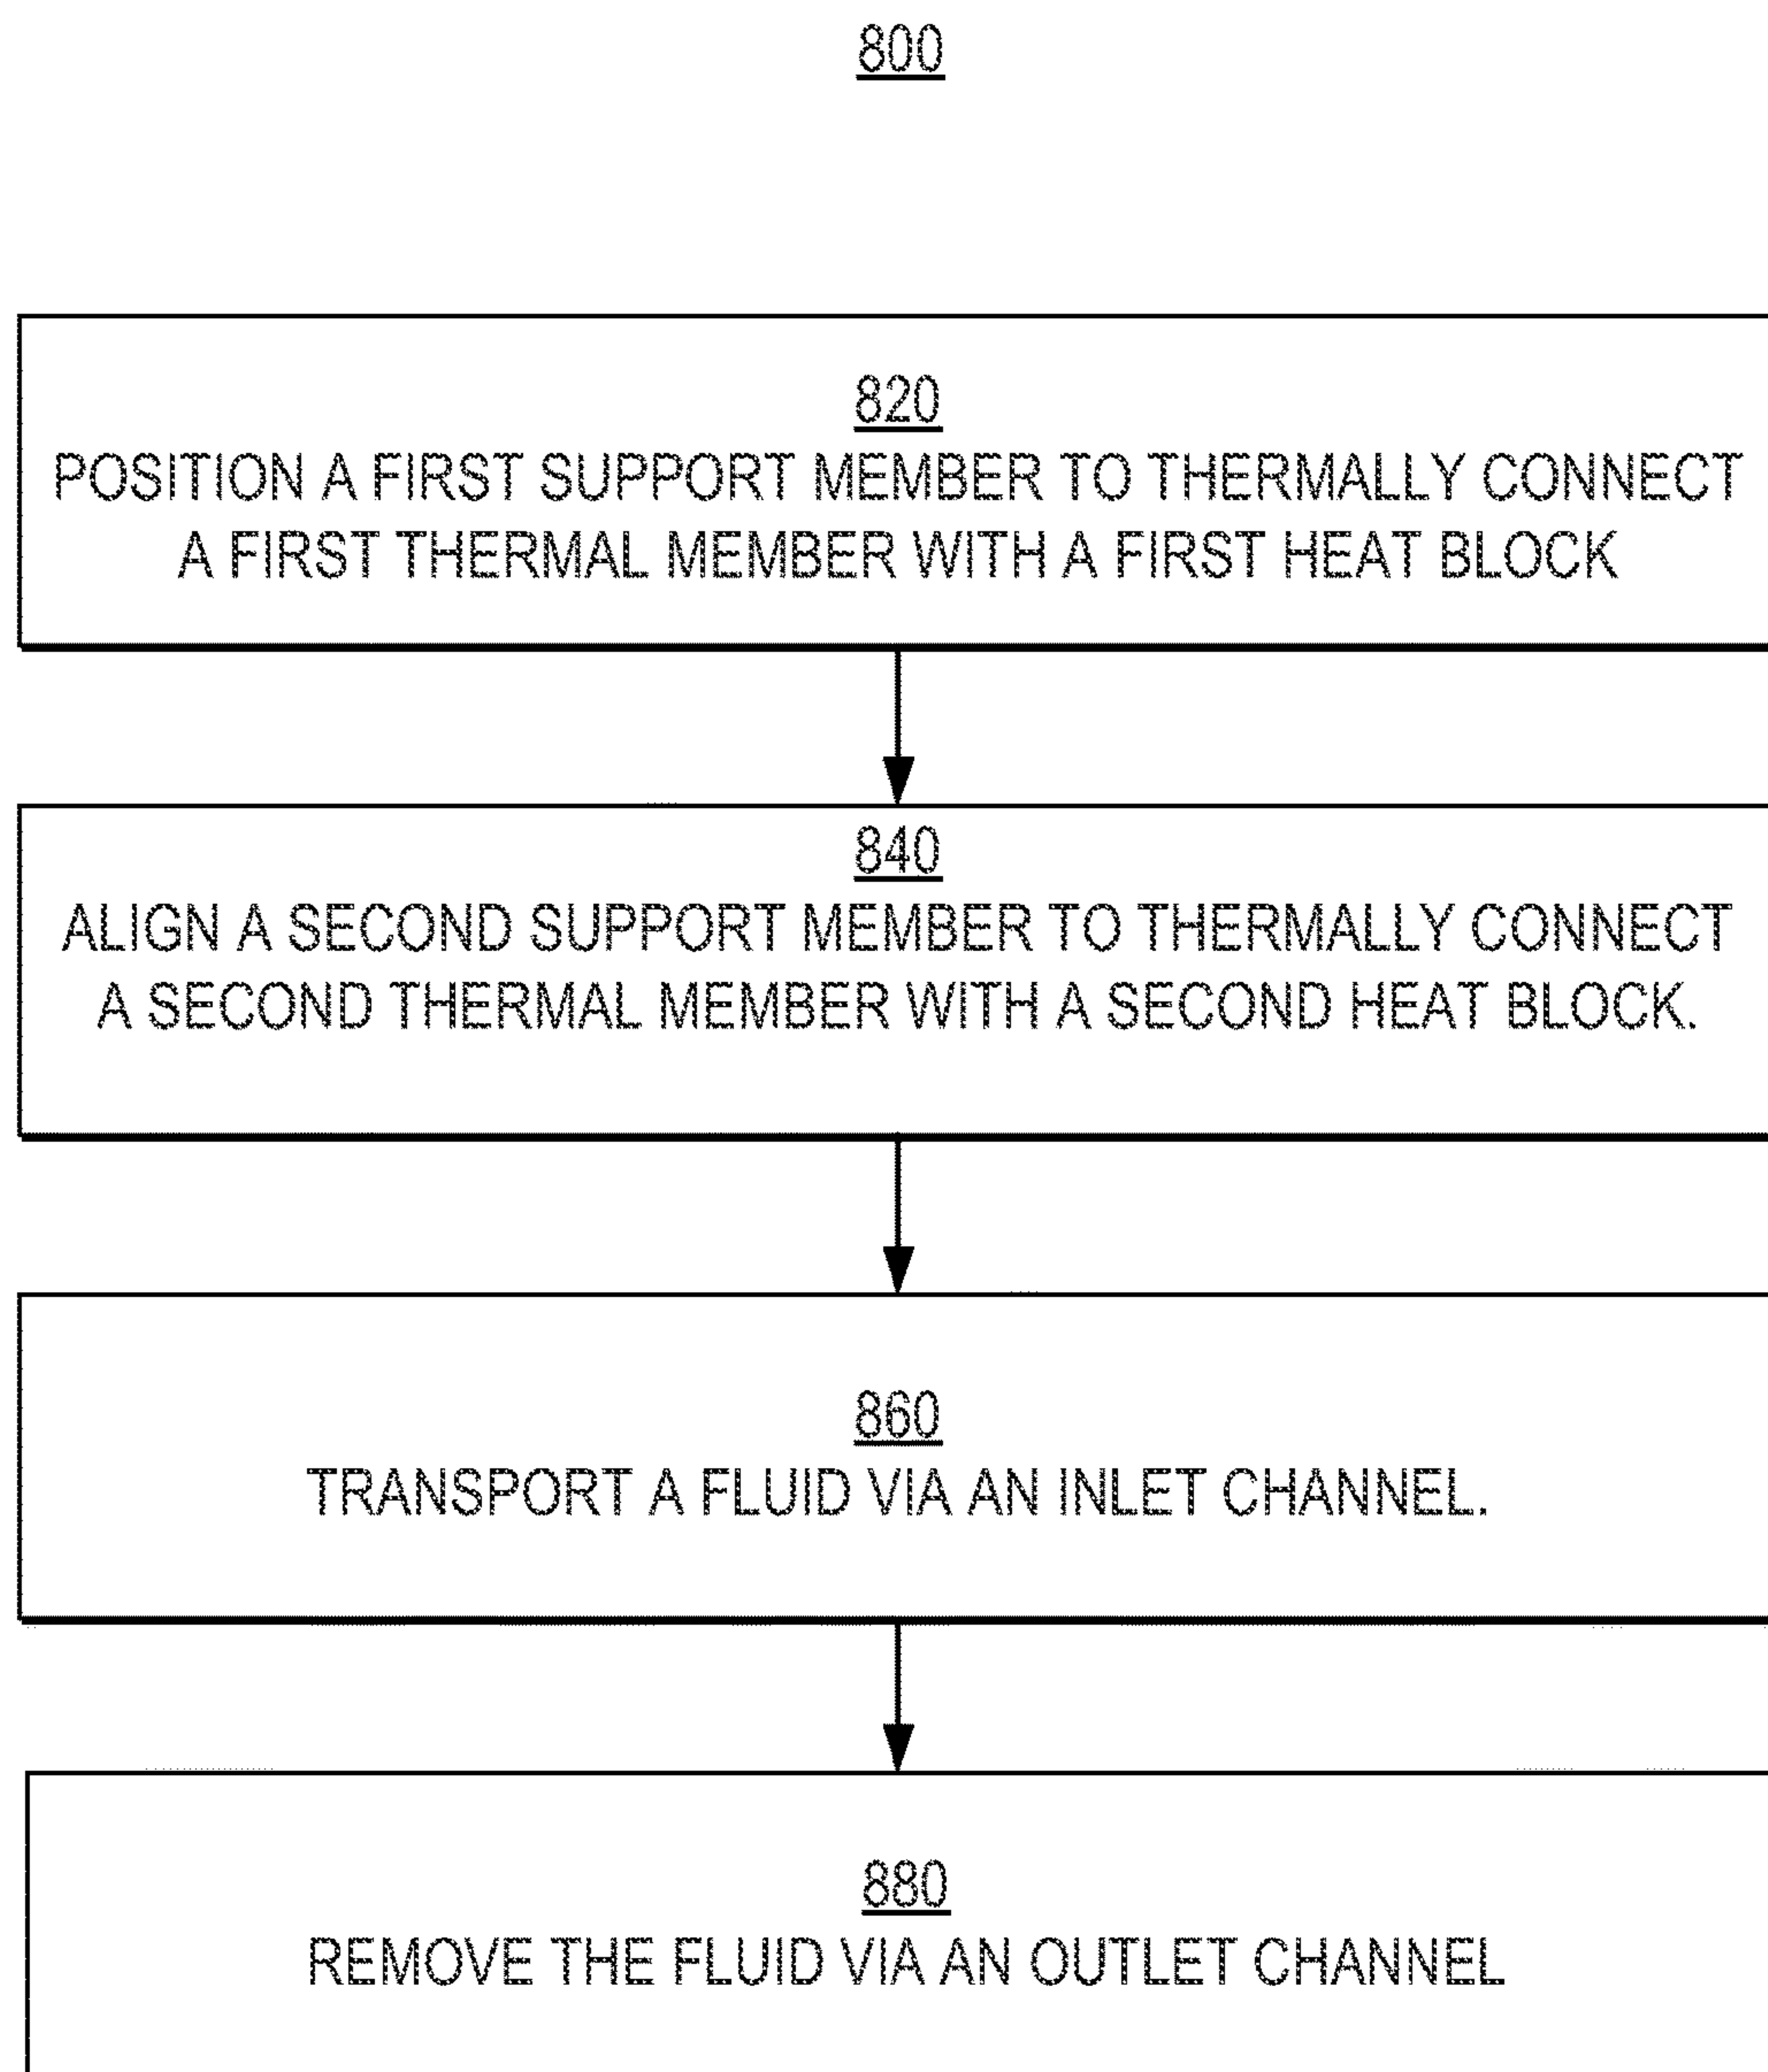 800
820
POSITION A FIRST SUPPORT MEMBER TO THERMALLY CONNECT
A FIRST THERMAL MEMBER WITH A FIRST HEAT BLOCK
840
ALIGN A SECOND SUPPORT MEMBER TO THERMALLY CONNECT
A SECOND THERMAL MEMBER WITH A SECOND HEAT BLOCK.
860
TRANSPORT A FLUID VIA AN INLET CHANNEL.
880
REMOVE THE FLUID VIA AN OUTLET CHANNEL